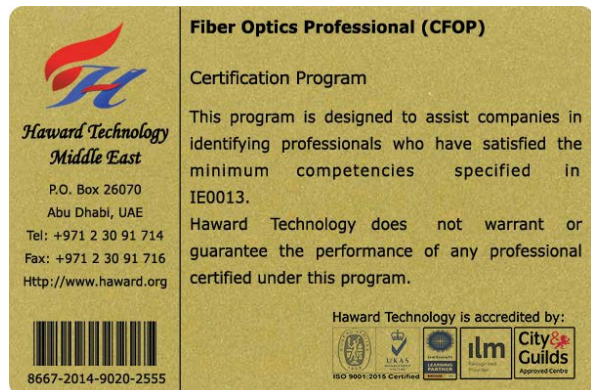 Haward Technology
Middle East
P.O. Box 26070
Abu Dhabi, UAE
Tel: +971 2 30 91 714
Fax: +971 2 30 91 716
Http://www.haward.org
8667-2014-9020-2555
Fiber Optics Professional (CFOP)
Certification Program
This program is designed to assist companies in
identifying professionals who have satisfied the
minimum competencies specified in
IE0013.
Haward Technology does not warrant or
guarantee the performance of any professional
certified under this program.
Haward Technology is accredited by:
UKAS
ISO 9001:2015 Certified
LEARNING
PARTNER
ilm
Recognised
Provider
City&
Guilds
Approved Centre